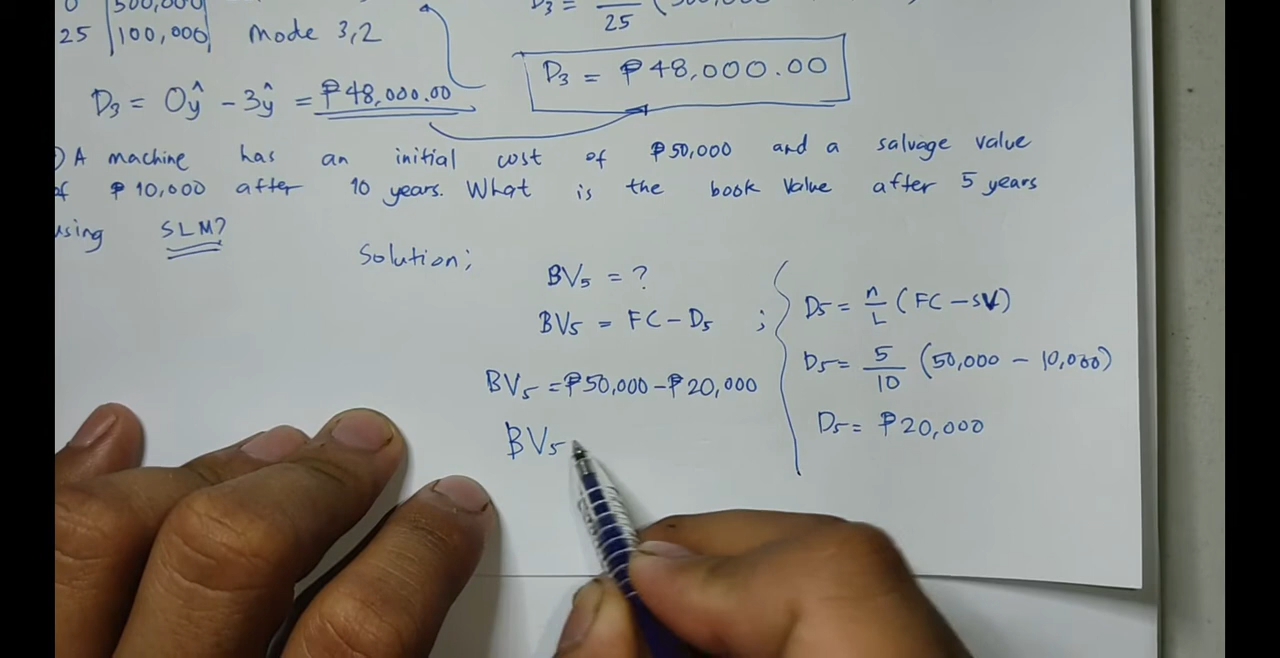 0 | 500,000 |
25 | 100,000 | Mode 3,2
D₃ = 0ŷ - 3ŷ = ₱48,000.00
D₃ = — 25
D₃ = ₱48,000.00
) A machine has an initial cost of ₱50,000 and a salvage value
of ₱10,000 after 10 years. What is the book value after 5 years
using SLM?
Solution;
BV₅ = ?
BV₅ = FC - D₅ ;
BV₅ = ₱50,000 - ₱20,000
BV₅
D₅ = n/L (FC - SV)
D₅ = 5/10 (50,000 - 10,000)
D₅ = ₱20,000